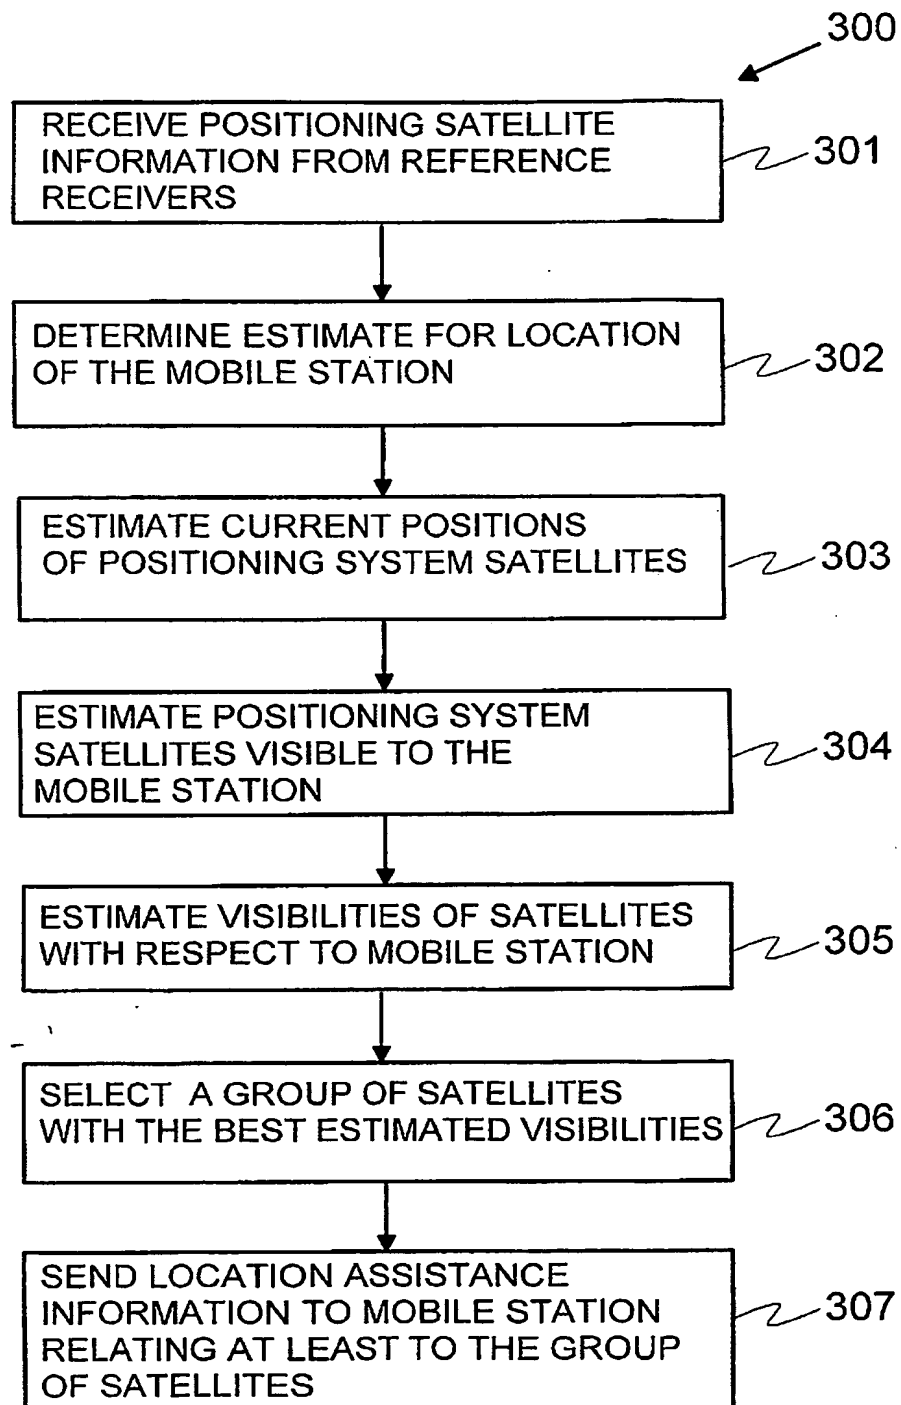 300
RECEIVE POSITIONING SATELLITE
INFORMATION FROM REFERENCE
RECEIVERS
301
DETERMINE ESTIMATE FOR LOCATION
OF THE MOBILE STATION
302
ESTIMATE CURRENT POSITIONS
OF POSITIONING SYSTEM SATELLITES
303
ESTIMATE POSITIONING SYSTEM
SATELLITES VISIBLE TO THE
MOBILE STATION
304
ESTIMATE VISIBILITIES OF SATELLITES
WITH RESPECT TO MOBILE STATION
305
SELECT A GROUP OF SATELLITES
WITH THE BEST ESTIMATED VISIBILITIES
306
SEND LOCATION ASSISTANCE
INFORMATION TO MOBILE STATION
RELATING AT LEAST TO THE GROUP
OF SATELLITES
307